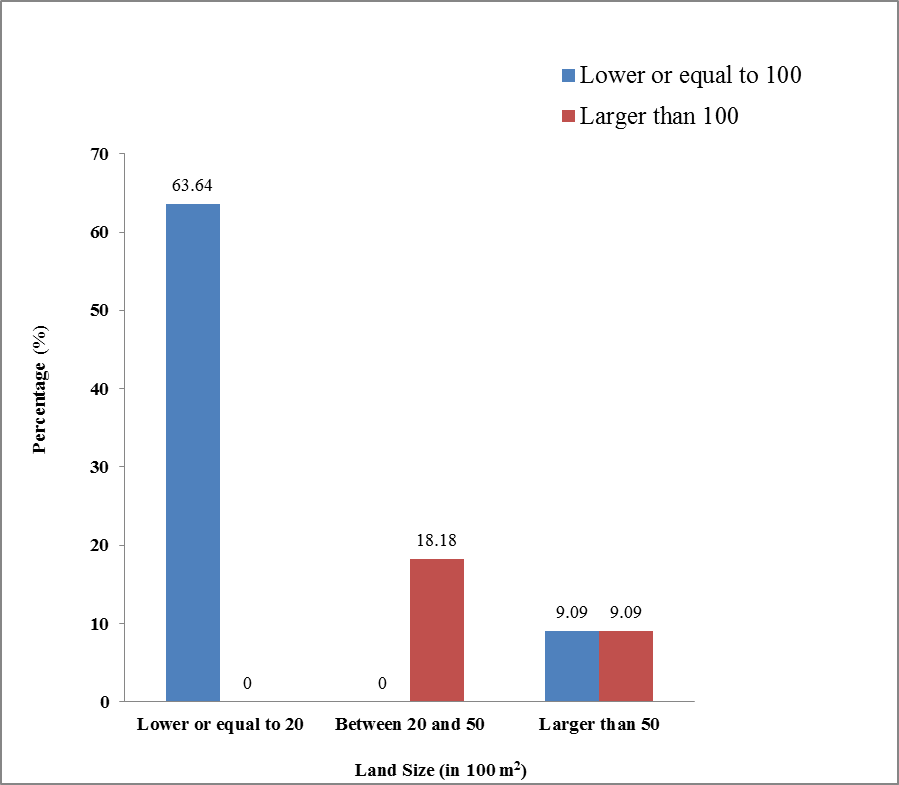 Lower or equal to 100
Larger than 100
70
60
50
40
30
20
10
0
Percentage (%)
63.64
0
0
18.18
9.09 9.09
Lower or equal to 20 Between 20 and 50 Larger than 50
Land Size (in 100 m²)